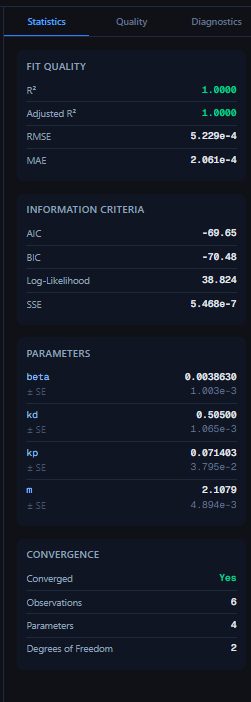 Statistics Quality Diagnostics
FIT QUALITY
R² 1.0000
Adjusted R² 1.0000
RMSE 5.229e-4
MAE 2.061e-4
INFORMATION CRITERIA
AIC -69.65
BIC -70.48
Log-Likelihood 38.824
SSE 5.468e-7
PARAMETERS
beta 0.0038630
± SE 1.003e-3
kd 0.50500
± SE 1.065e-3
kp 0.071403
± SE 3.795e-2
m 2.1079
± SE 4.894e-3
CONVERGENCE
Converged Yes
Observations 6
Parameters 4
Degrees of Freedom 2